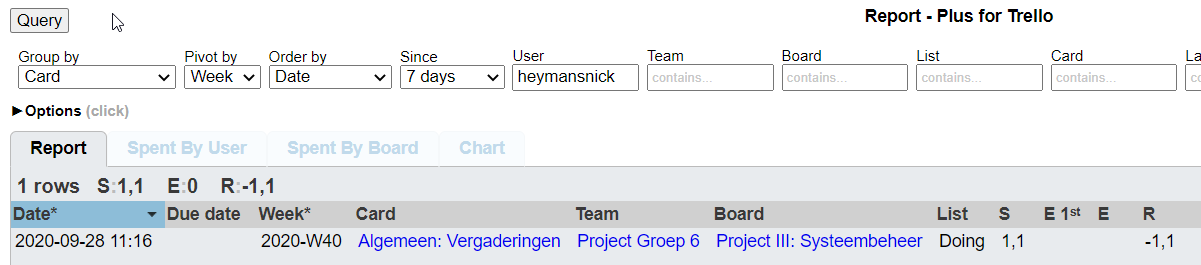 Query
Report - Plus for Trello
Group by Pivot by Order by Since User Team Board List Card La
Card Week Date 7 days heymansnick contains... contains... contains... contains... co
►Options (click)
Report Spent By User Spent By Board Chart
1 rows S:1,1 E:0 R:-1,1
Date* Due date Week* Card Team Board List S E 1st E R
2020-09-28 11:16 2020-W40 Algemeen: Vergaderingen Project Groep 6 Project III: Systeembeheer Doing 1,1 -1,1